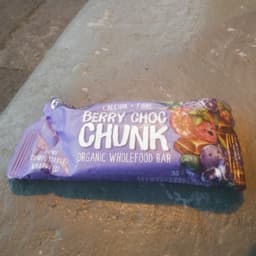 CALCIUM + FIBRE
BERRY CHOC
CHUNK
ORGANIC WHOLEFOOD BAR